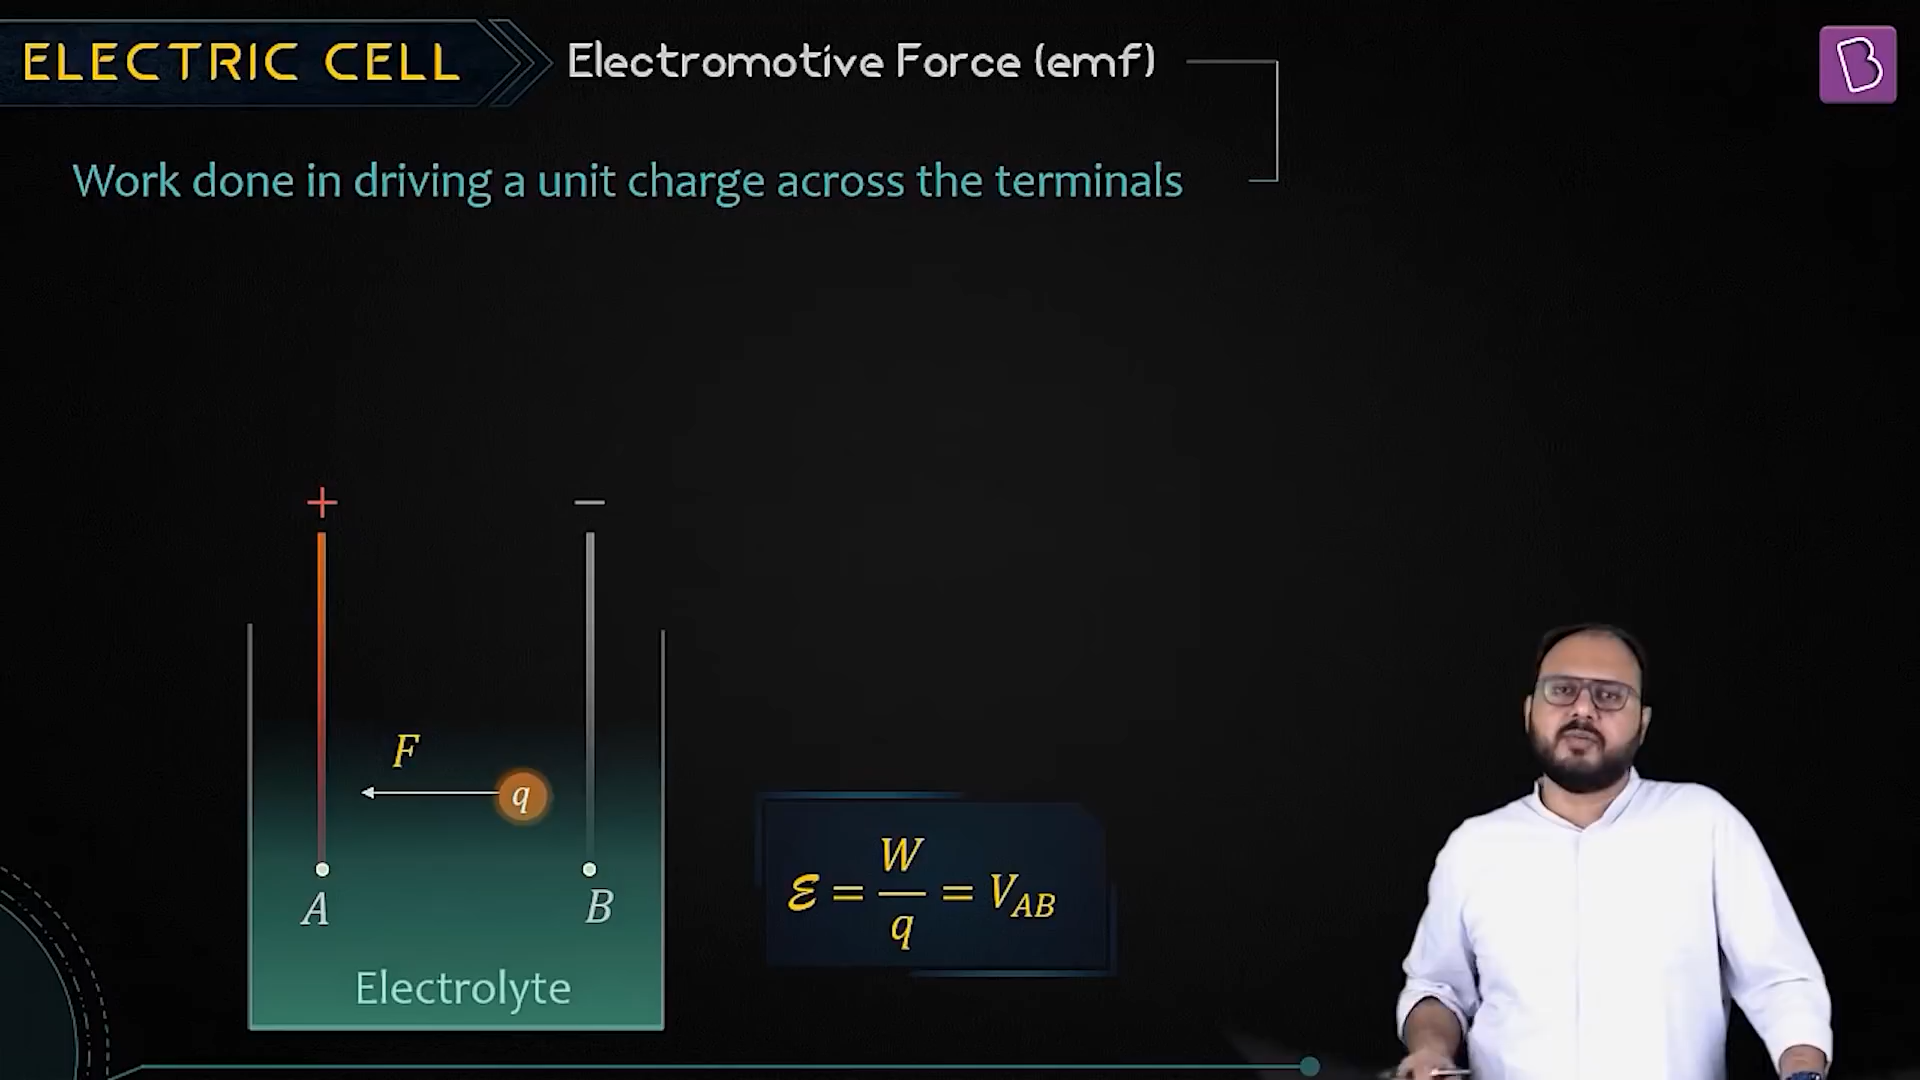 ELECTRIC CELL
Electromotive Force (emf)
B
Work done in driving a unit charge across the terminals
+ −
F
q
A B
Electrolyte
ℰ = W/q = V_AB